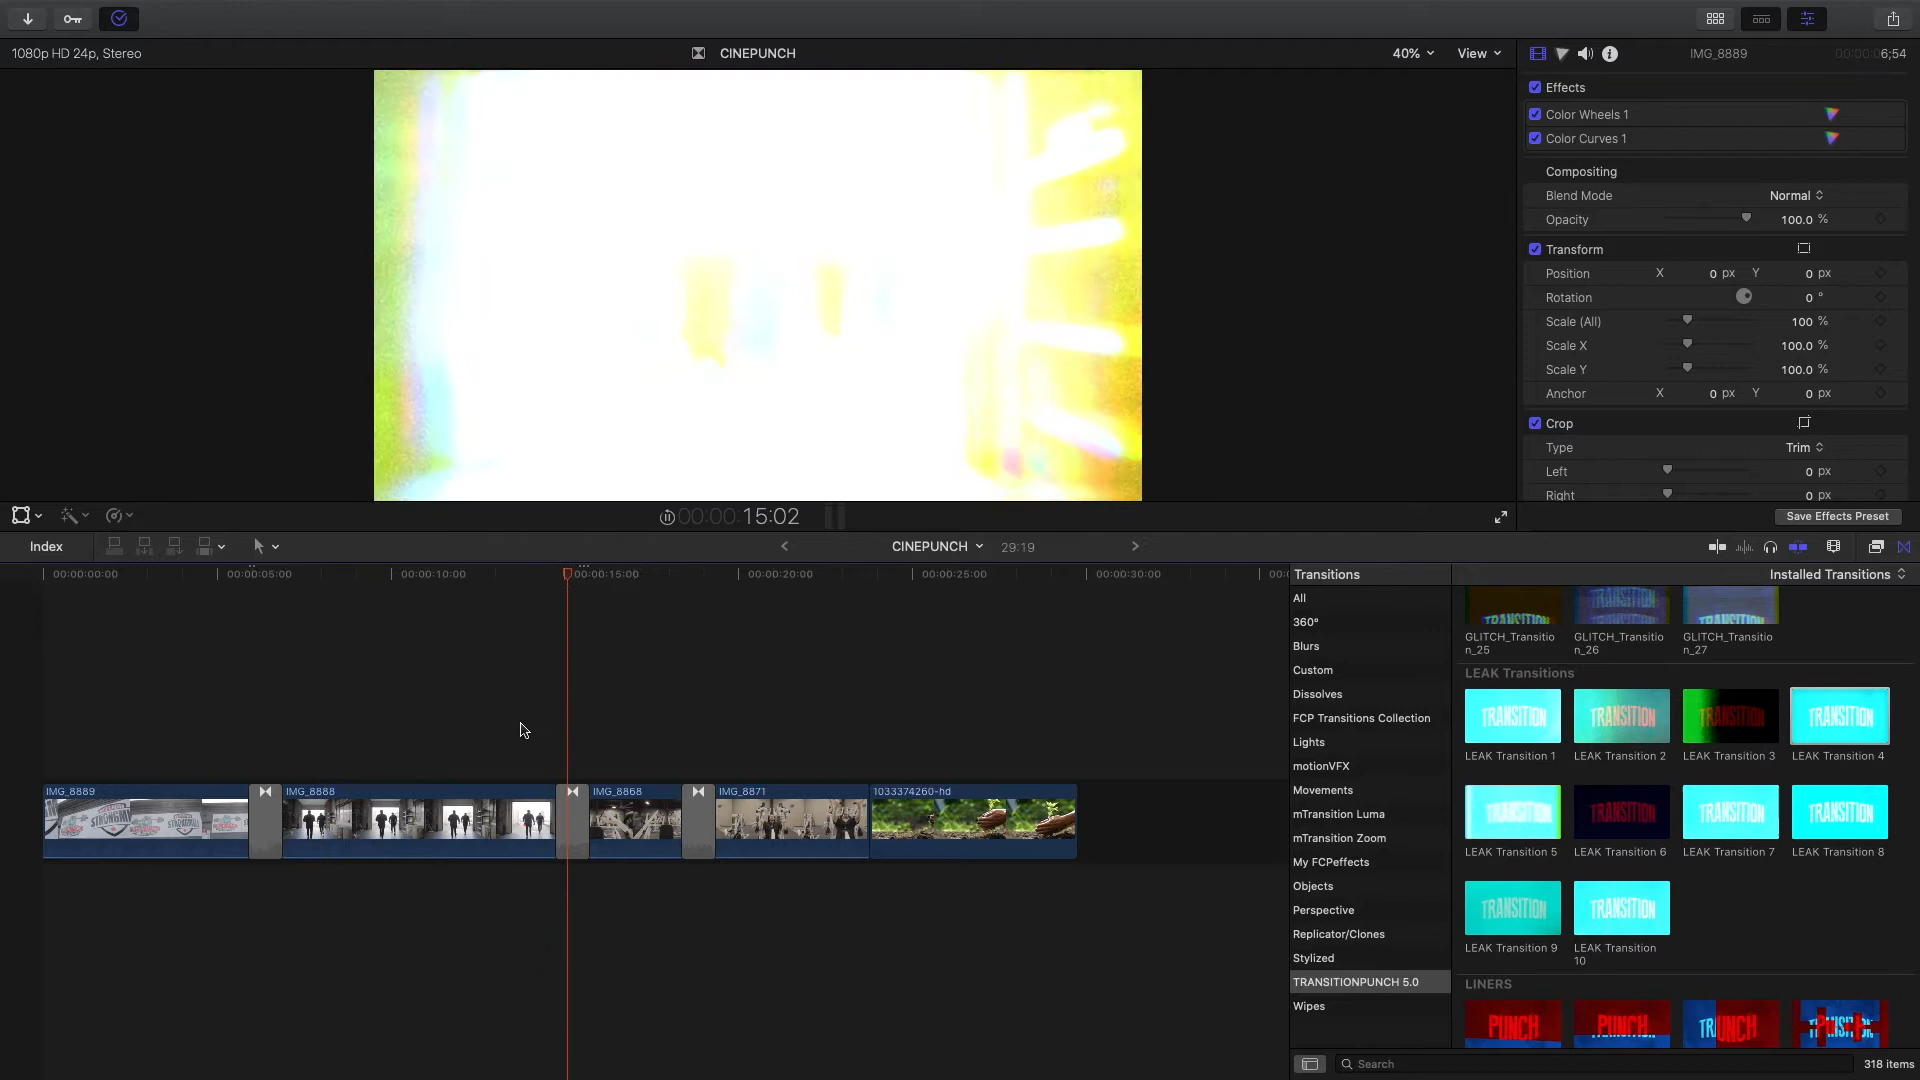 1080p HD 24p, Stereo
CINEPUNCH
40%
View
IMG_8889
00:00:06;54
Effects
Color Wheels 1
Color Curves 1
Compositing
Blend Mode
Normal
Opacity
100.0 %
Transform
Position
X
0 px
Y
0 px
Rotation
0 °
Scale (All)
100 %
Scale X
100.0 %
Scale Y
100.0 %
Anchor
X
0 px
Y
0 px
Crop
Type
Trim
Left
0 px
Right
0 px
00:00:15:02
Save Effects Preset
Index
CINEPUNCH
29:19
00:00:00:00
00:00:05:00
00:00:10:00
00:00:15:00
00:00:20:00
00:00:25:00
00:00:30:00
IMG_8889
IMG_8888
IMG_8868
IMG_8871
1033374260-hd
Transitions
All
360°
Blurs
Custom
Dissolves
FCP Transitions Collection
Lights
motionVFX
Movements
mTransition Luma
mTransition Zoom
My FCPeffects
Objects
Perspective
Replicator/Clones
Stylized
TRANSITIONPUNCH 5.0
Wipes
Installed Transitions
GLITCH_Transitio
n_25
GLITCH_Transitio
n_26
GLITCH_Transitio
n_27
LEAK Transitions
TRANSITION
TRANSITION
TRANSITION
TRANSITION
LEAK Transition 1
LEAK Transition 2
LEAK Transition 3
LEAK Transition 4
TRANSITION
TRANSITION
TRANSITION
TRANSITION
LEAK Transition 5
LEAK Transition 6
LEAK Transition 7
LEAK Transition 8
TRANSITION
TRANSITION
LEAK Transition 9
LEAK Transition
10
LINERS
PUNCH
PUNCH
Search
318 items